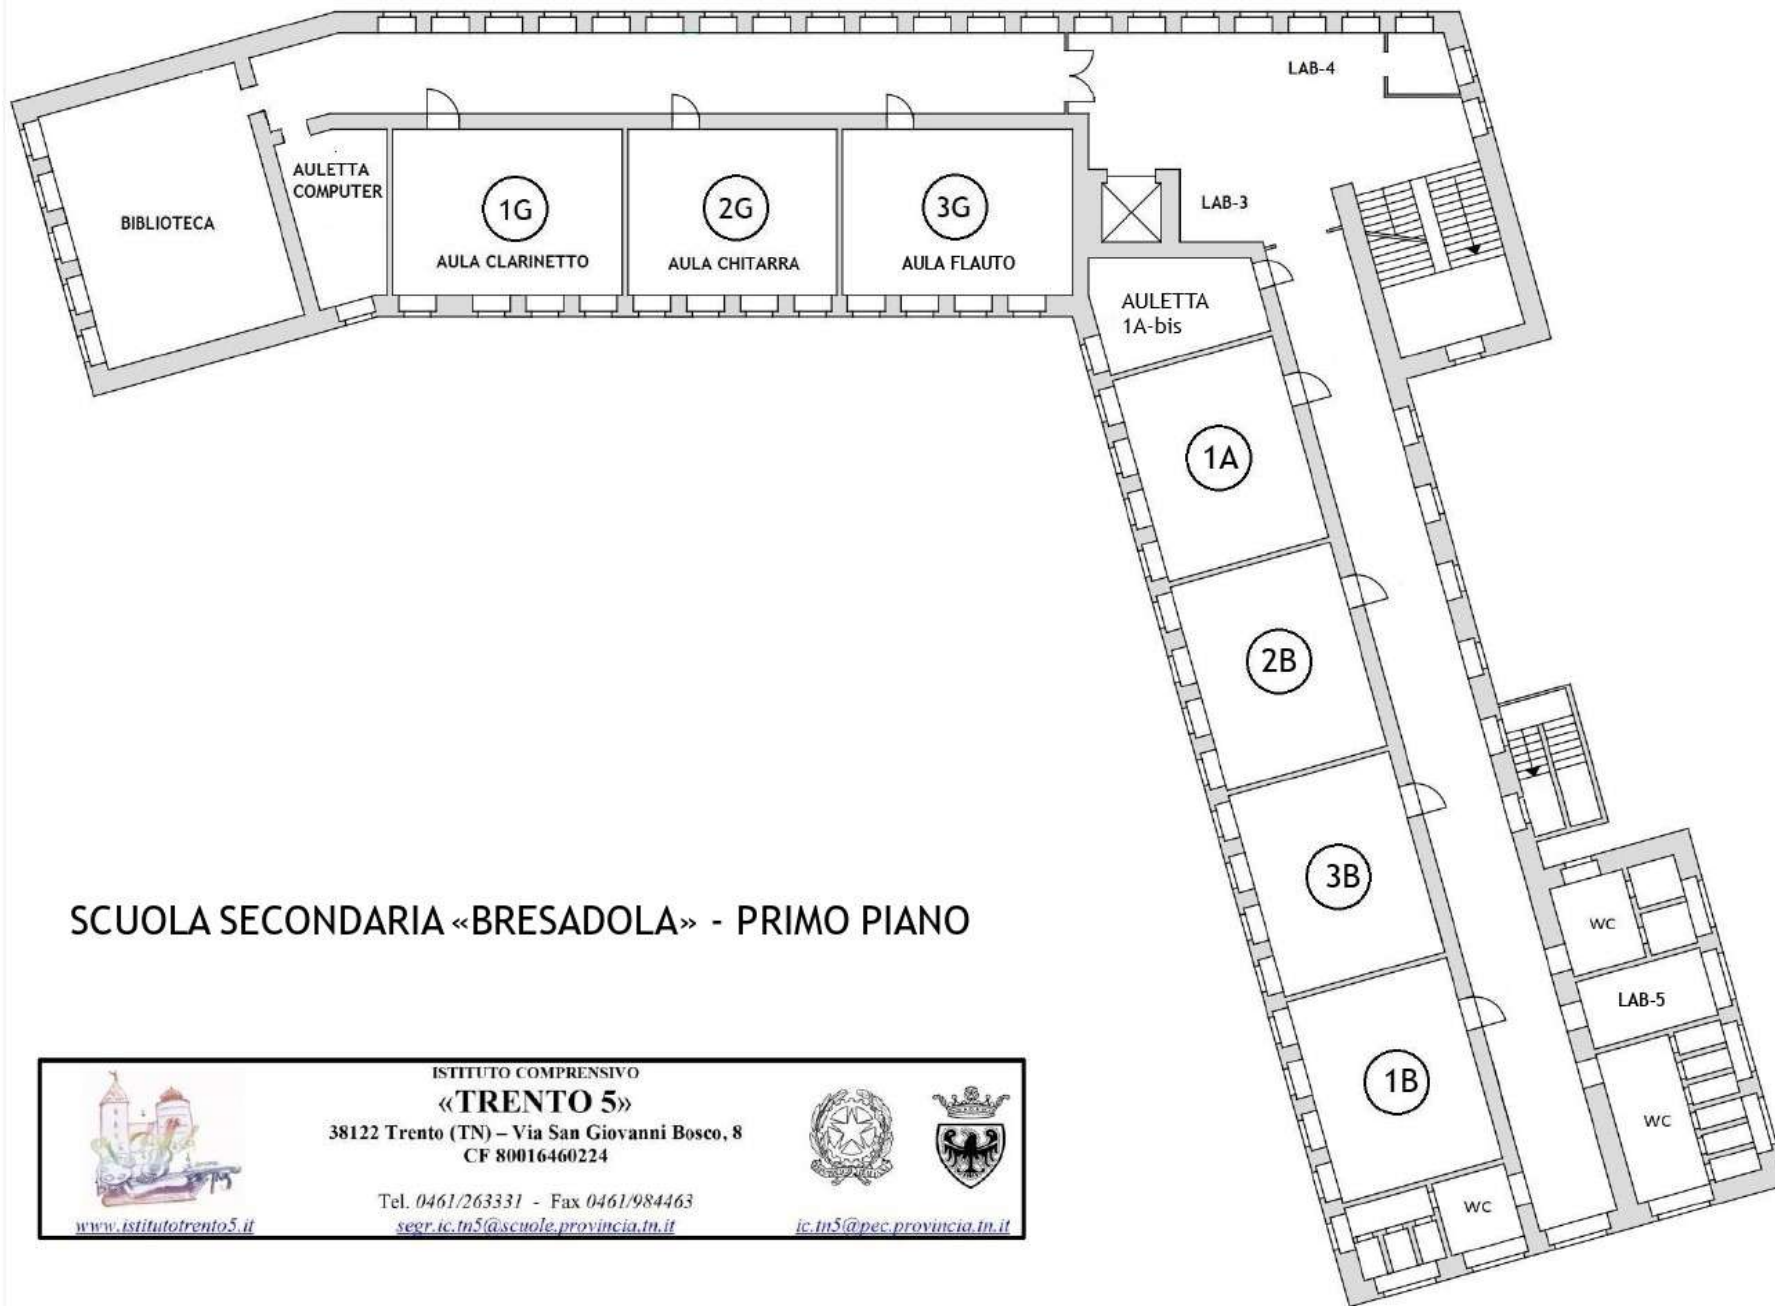 LAB-4
AULETTA
COMPUTER
BIBLIOTECA
1G
AULA CLARINETTO
2G
AULA CHITARRA
3G
AULA FLAUTO
LAB-3
AULETTA
1A-bis
1A
2B
3B
1B
WC
LAB-5
WC
WC
SCUOLA SECONDARIA «BRESADOLA» - PRIMO PIANO
ISTITUTO COMPRENSIVO
«TRENTO 5»
38122 Trento (TN) – Via San Giovanni Bosco, 8
CF 80016460224
Tel. 0461/263331 - Fax 0461/984463
www.istitutotrento5.it segr.ic.tn5@scuole.provincia.tn.it ic.tn5@pec.provincia.tn.it